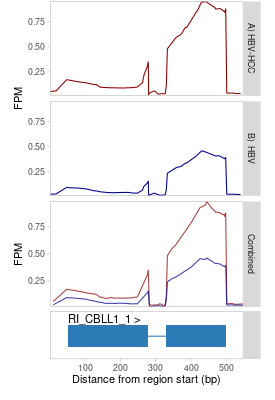 0.75
0.50
0.25
A) HBV-HCC
FPM
0.75
0.50
0.25
B) HBV
0.75
0.50
0.25
Combined
FPM
RI_CBLL1_1 >
100 200 300 400 500
Distance from region start (bp)